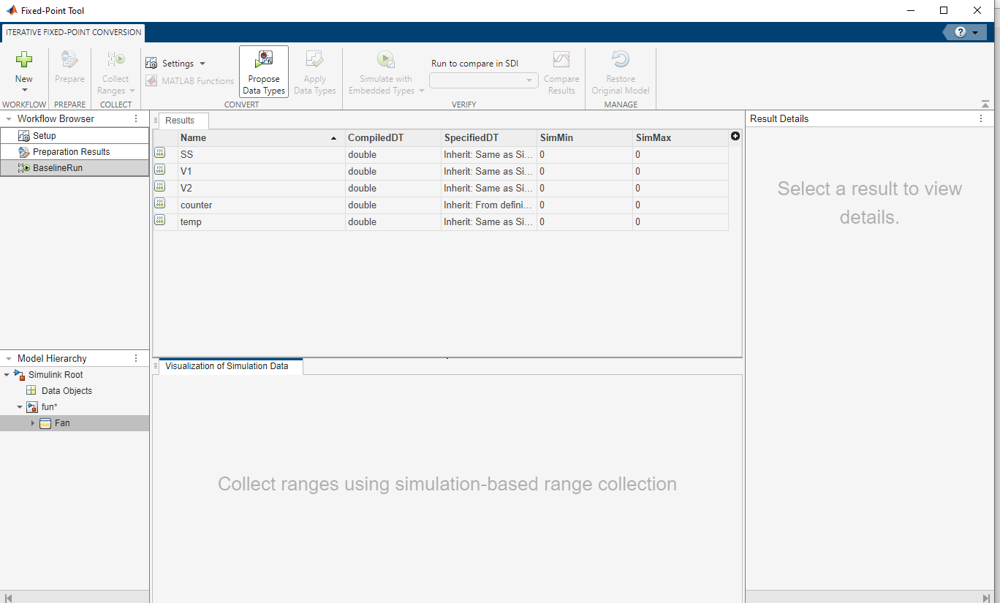 Fixed-Point Tool
ITERATIVE FIXED-POINT CONVERSION
?
New
Prepare
Collect
Ranges
Settings
MATLAB Functions
Propose
Data Types
Apply
Data Types
Simulate with
Embedded Types
Run to compare in SDI
Compare
Results
Restore
Original Model
WORKFLOW PREPARE COLLECT CONVERT VERIFY MANAGE
Workflow Browser
Setup
Preparation Results
BaselineRun
Results
Name CompiledDT SpecifiedDT SimMin SimMax
SS double Inherit: Same as Si... 0 0
V1 double Inherit: Same as Si... 0 0
V2 double Inherit: Same as Si... 0 0
counter double Inherit: From defini... 0 0
temp double Inherit: Same as Si... 0 0
Result Details
Select a result to view
details.
Model Hierarchy
Simulink Root
Data Objects
fun*
Fan
Visualization of Simulation Data
Collect ranges using simulation-based range collection